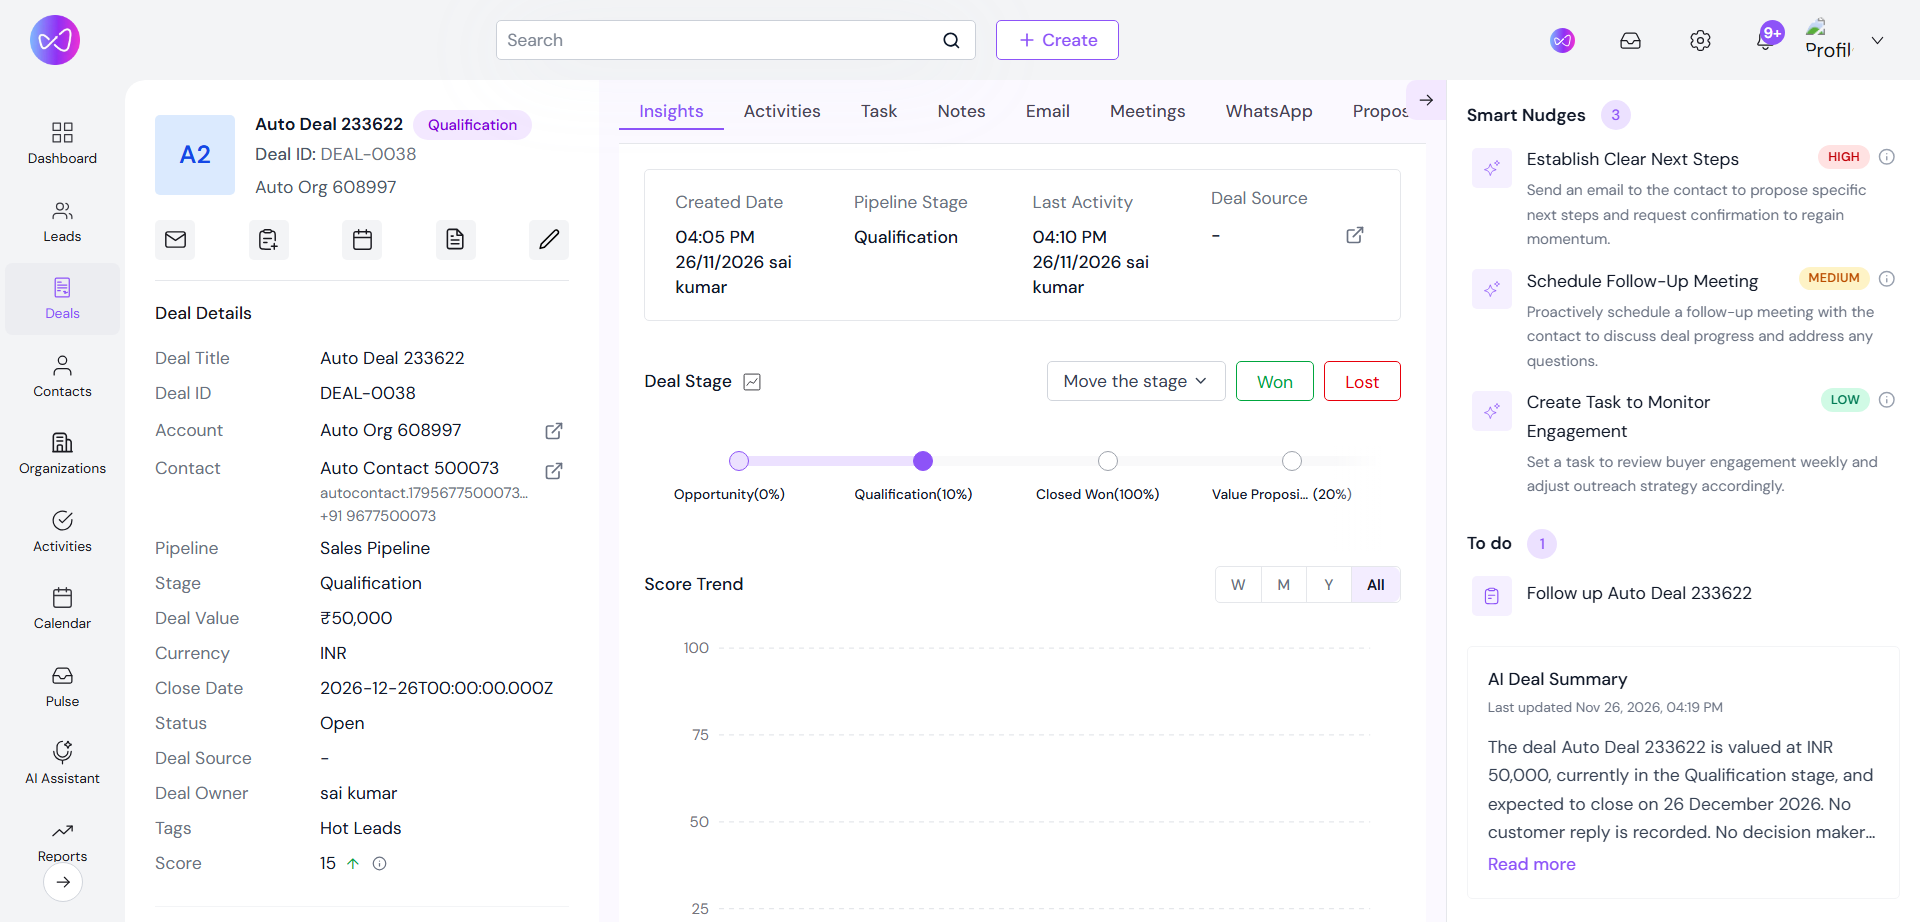 Search
+ Create
9+
Profil
Dashboard
Leads
Deals
Contacts
Organizations
Activities
Calendar
Pulse
AI Assistant
Reports
A2
Auto Deal 233622
Qualification
Deal ID: DEAL-0038
Auto Org 608997
Deal Details
Deal Title Auto Deal 233622
Deal ID DEAL-0038
Account Auto Org 608997
Contact Auto Contact 500073
autocontact.1795677500073...
+91 9677500073
Pipeline Sales Pipeline
Stage Qualification
Deal Value ₹50,000
Currency INR
Close Date 2026-12-26T00:00:00.000Z
Status Open
Deal Source -
Deal Owner sai kumar
Tags Hot Leads
Score 15
Insights Activities Task Notes Email Meetings WhatsApp Propos
Created Date
04:05 PM
26/11/2026 sai
kumar
Pipeline Stage
Qualification
Last Activity
04:10 PM
26/11/2026 sai
kumar
Deal Source
-
Deal Stage
Move the stage
Won
Lost
Opportunity(0%)
Qualification(10%)
Closed Won(100%)
Value Proposi... (20%)
Score Trend
W M Y All
100
75
50
25
Smart Nudges 3
Establish Clear Next Steps HIGH
Send an email to the contact to propose specific
next steps and request confirmation to regain
momentum.
Schedule Follow-Up Meeting MEDIUM
Proactively schedule a follow-up meeting with the
contact to discuss deal progress and address any
questions.
Create Task to Monitor LOW
Engagement
Set a task to review buyer engagement weekly and
adjust outreach strategy accordingly.
To do 1
Follow up Auto Deal 233622
AI Deal Summary
Last updated Nov 26, 2026, 04:19 PM
The deal Auto Deal 233622 is valued at INR
50,000, currently in the Qualification stage, and
expected to close on 26 December 2026. No
customer reply is recorded. No decision maker...
Read more